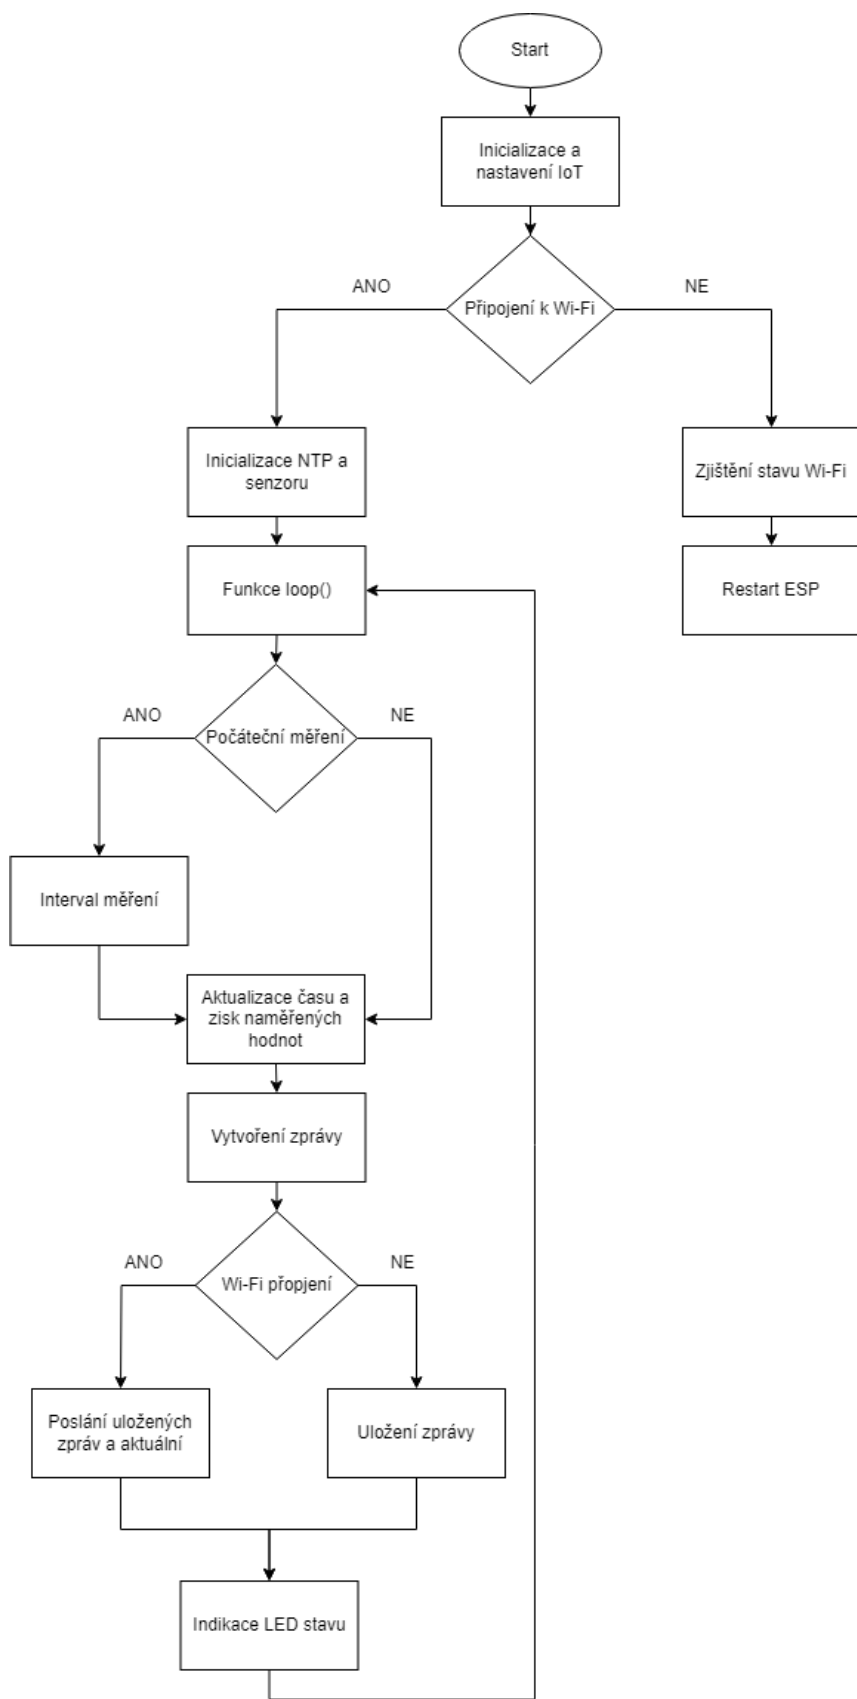 Start
Inicializace a
nastavení IoT
ANO
NE
Připojení k Wi-Fi
Inicializace NTP a
senzoru
Zjištění stavu Wi-Fi
Funkce loop()
Restart ESP
ANO
NE
Počáteční měření
Interval měření
Aktualizace času a
zisk naměřených
hodnot
Vytvoření zprávy
ANO
NE
Wi-Fi přopjení
Poslání uložených
zpráv a aktuální
Uložení zprávy
Indikace LED stavu